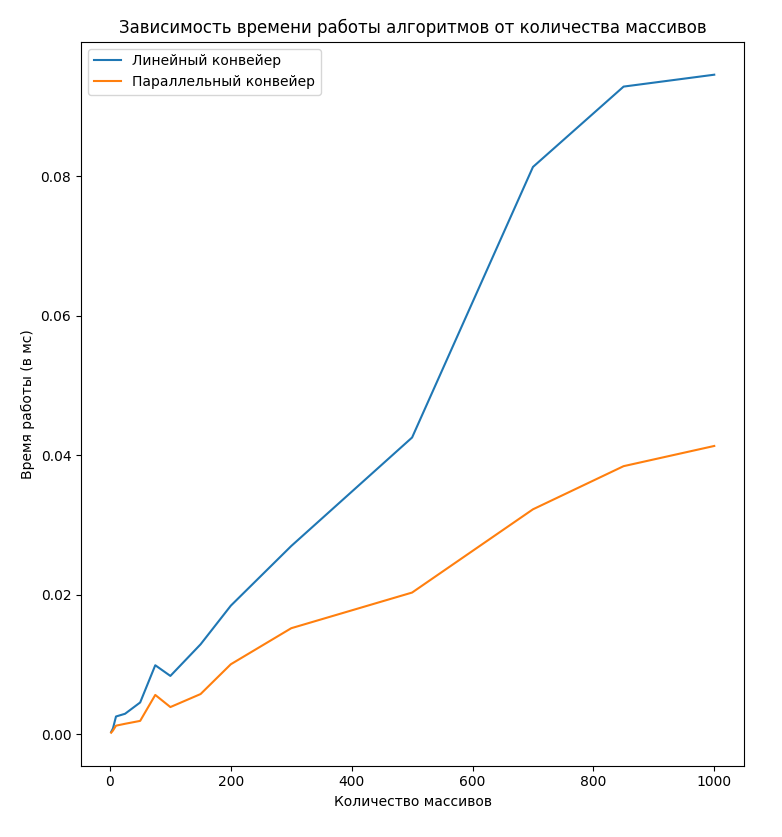 Зависимость времени работы алгоритмов от количества массивов
Линейный конвейер
Параллельный конвейер
0.08
0.06
0.04
0.02
0.00
Время работы (в мс)
0 200 400 600 800 1000
Количество массивов